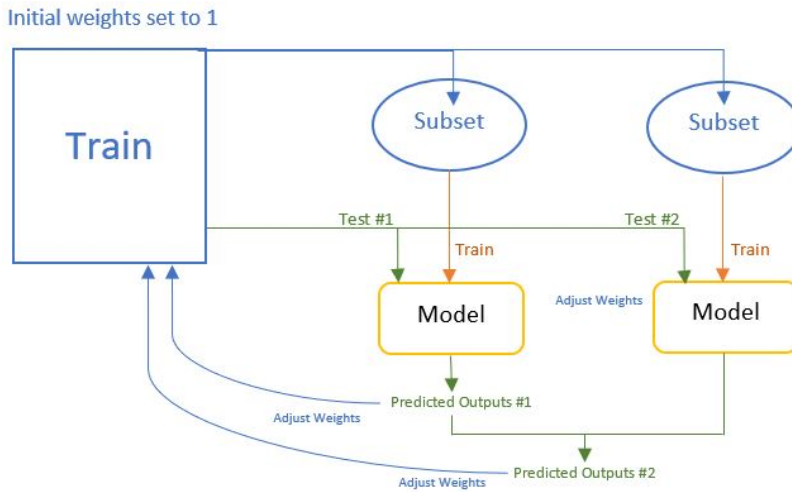 Initial weights set to 1
Train
Subset
Subset
Test #1
Test #2
Train
Train
Model
Adjust Weights
Model
Predicted Outputs #1
Adjust Weights
Predicted Outputs #2
Adjust Weights